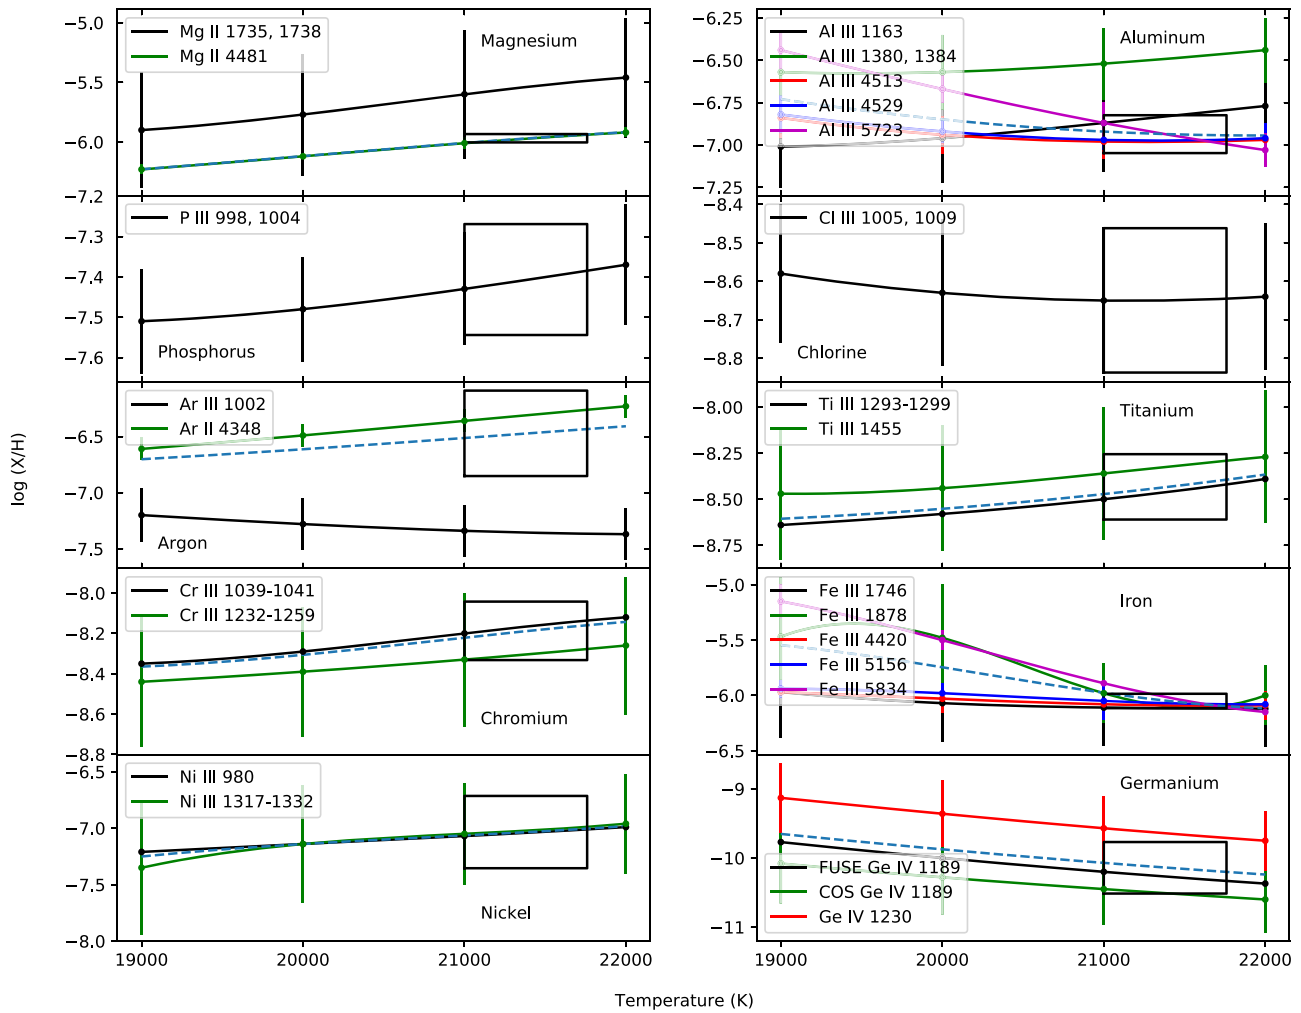 −5.0
−5.5
−6.0
Mg II 1735, 1738
Mg II 4481
Magnesium
−6.25
−6.50
−6.75
−7.00
−7.25
Al III 1163
Al III 1380, 1384
Al III 4513
Al III 4529
Al III 5723
Aluminum
−7.2
−7.3
−7.4
−7.5
−7.6
P III 998, 1004
Phosphorus
−8.4
−8.5
−8.6
−8.7
−8.8
Cl III 1005, 1009
Chlorine
−6.5
−7.0
−7.5
Ar III 1002
Ar II 4348
Argon
−8.00
−8.25
−8.50
−8.75
Ti III 1293-1299
Ti III 1455
Titanium
log (X/H)
−8.0
−8.2
−8.4
−8.6
−8.8
Cr III 1039-1041
Cr III 1232-1259
Chromium
−5.0
−5.5
−6.0
−6.5
Fe III 1746
Fe III 1878
Fe III 4420
Fe III 5156
Fe III 5834
Iron
−6.5
−7.0
−7.5
−8.0
Ni III 980
Ni III 1317-1332
Nickel
−9
−10
−11
Germanium
FUSE Ge IV 1189
COS Ge IV 1189
Ge IV 1230
19000
20000
21000
22000
19000
20000
21000
22000
Temperature (K)